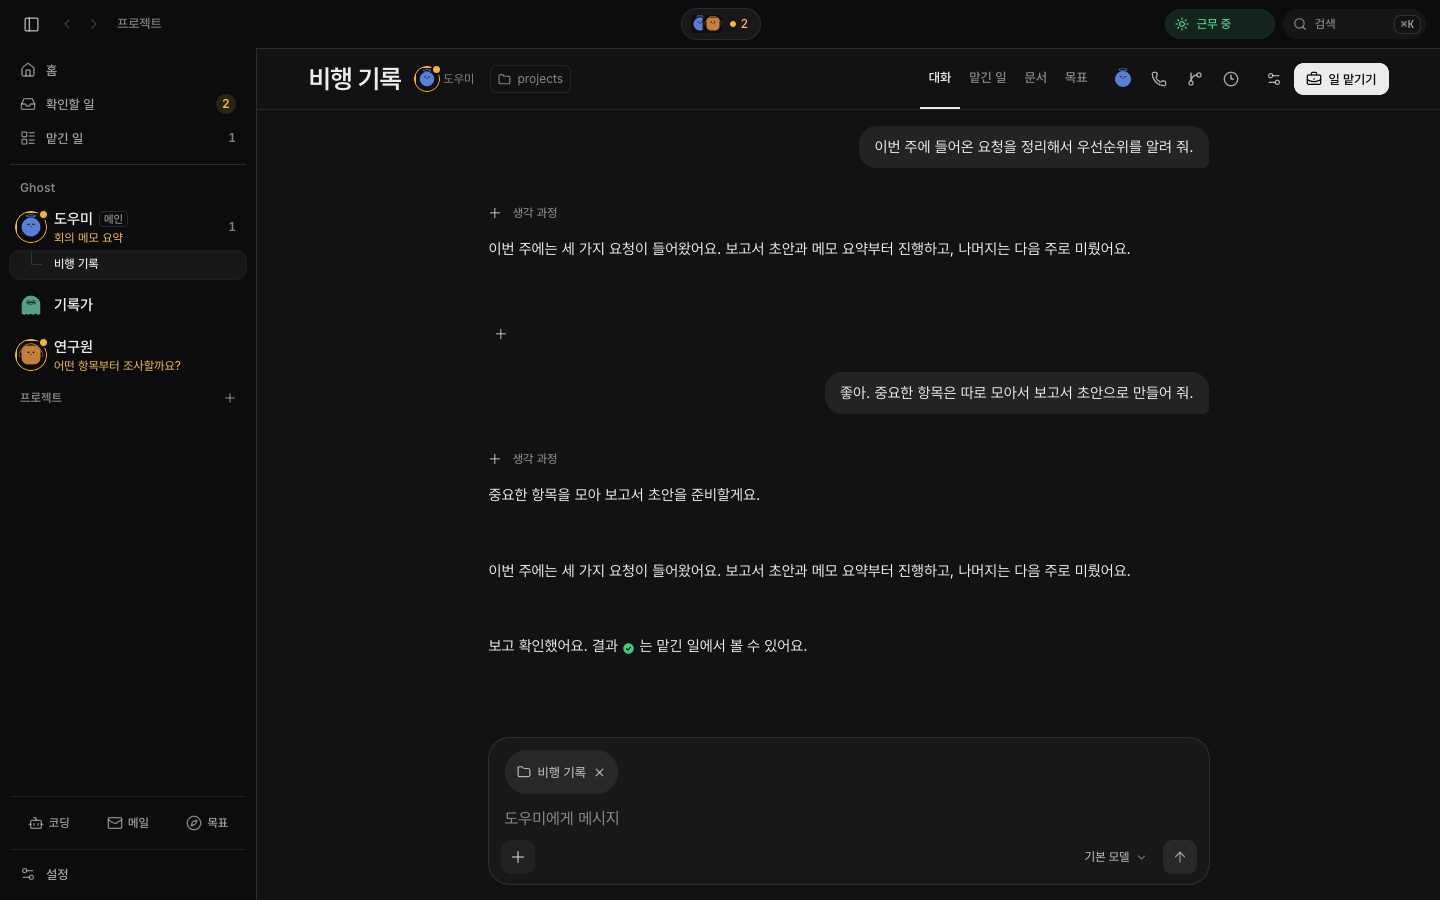 프로젝트
2
근무 중
검색
⌘K
홈
확인할 일
2
맡긴 일
1
Ghost
도우미
메인
회의 메모 요약
1
비행 기록
기록가
연구원
어떤 항목부터 조사할까요?
프로젝트
코딩
메일
목표
설정
비행 기록
도우미
projects
대화
맡긴 일
문서
목표
일 맡기기
이번 주에 들어온 요청을 정리해서 우선순위를 알려 줘.
생각 과정
이번 주에는 세 가지 요청이 들어왔어요. 보고서 초안과 메모 요약부터 진행하고, 나머지는 다음 주로 미뤘어요.
좋아. 중요한 항목은 따로 모아서 보고서 초안으로 만들어 줘.
생각 과정
중요한 항목을 모아 보고서 초안을 준비할게요.
이번 주에는 세 가지 요청이 들어왔어요. 보고서 초안과 메모 요약부터 진행하고, 나머지는 다음 주로 미뤘어요.
보고 확인했어요. 결과 는 맡긴 일에서 볼 수 있어요.
비행 기록
도우미에게 메시지
기본 모델